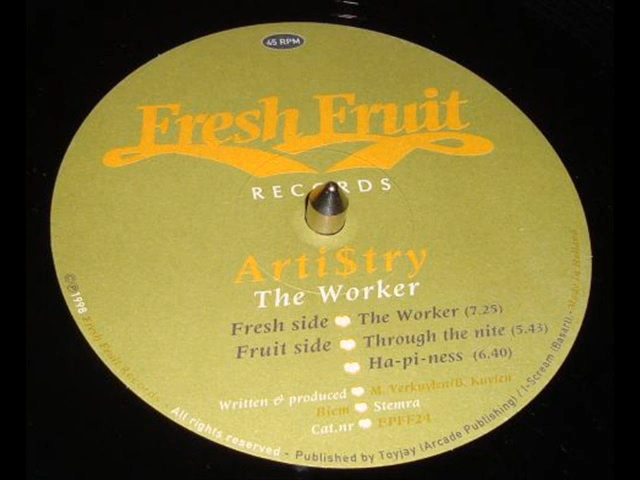 45 RPM
Fresh Fruit
RECORDS
Arti$try
The Worker
Fresh side The Worker (7.25)
Fruit side Through the nite (5.43)
Ha-pi-ness (6.40)
Written & produced M. Verkuylen/D. Kuyten
Biem Stemra
Cat.nr EPFF24
℗1998 Fresh Fruit Records - All rights reserved - Published by Toyjay (Arcade Publishing) / I-Scream (Basart) - Made in Holland